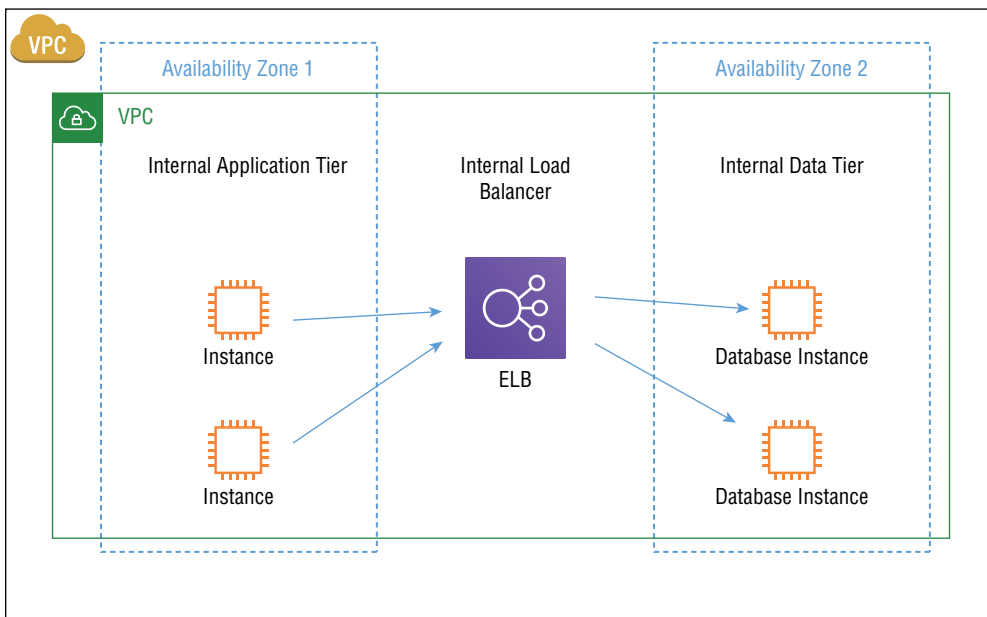 VPC
Availability Zone 1
Availability Zone 2
VPC
Internal Application Tier
Internal Load
Balancer
Internal Data Tier
Instance
ELB
Database Instance
Instance
Database Instance